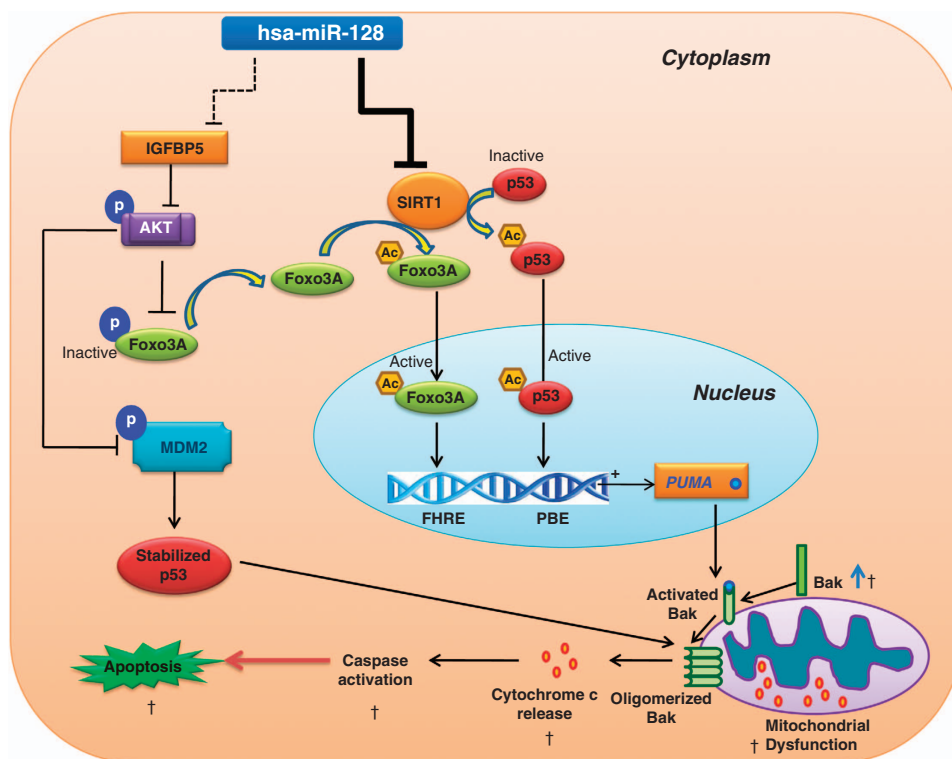 hsa-miR-128
Cytoplasm
IGFBP5
Inactive
p53
SIRT1
p
AKT
Ac
p53
Ac
Foxo3A
Foxo3A
p
Inactive
Foxo3A
Active
Active
Ac
Foxo3A
Ac
p53
Nucleus
p
MDM2
+
PUMA
FHRE
PBE
Stabilized
p53
Bak
†
Activated
Bak
Apoptosis
†
Caspase
activation
†
Cytochrome c
release
†
Oligomerized
Bak
Mitochondrial
† Dysfunction